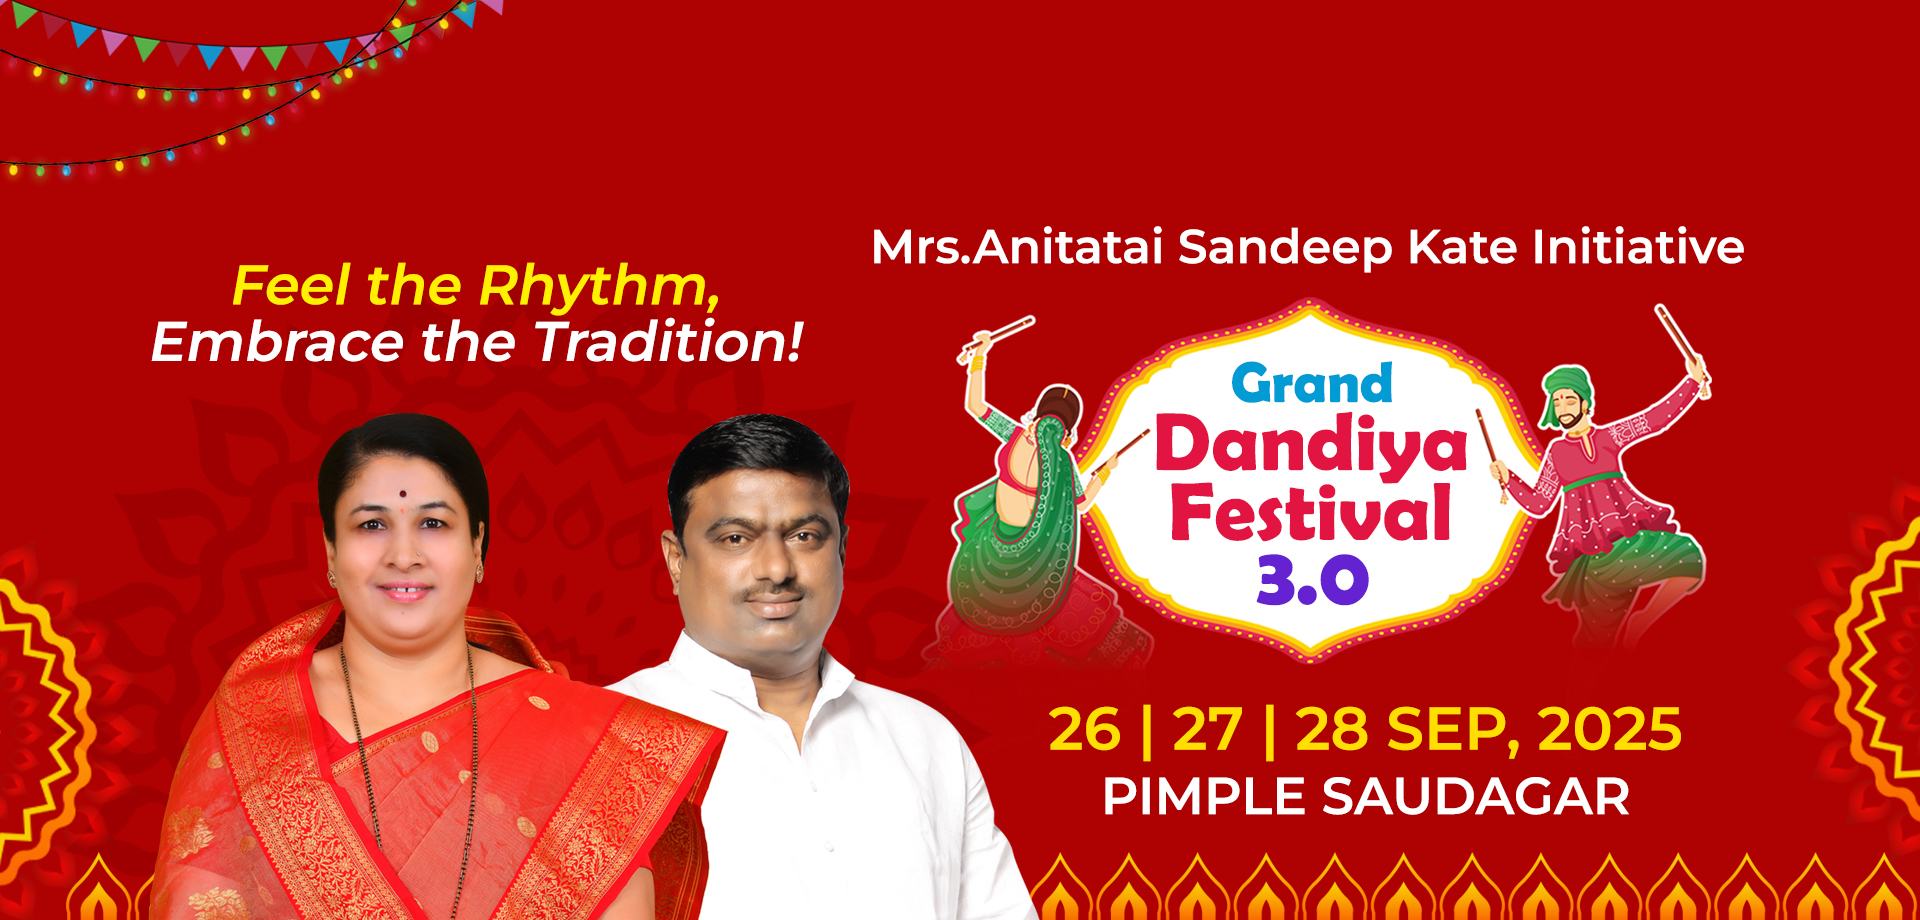 Feel the Rhythm,
Embrace the Tradition!
Mrs.Anitatai Sandeep Kate Initiative
Grand
Dandiya
Festival
3.0
26 | 27 | 28 SEP, 2025
PIMPLE SAUDAGAR